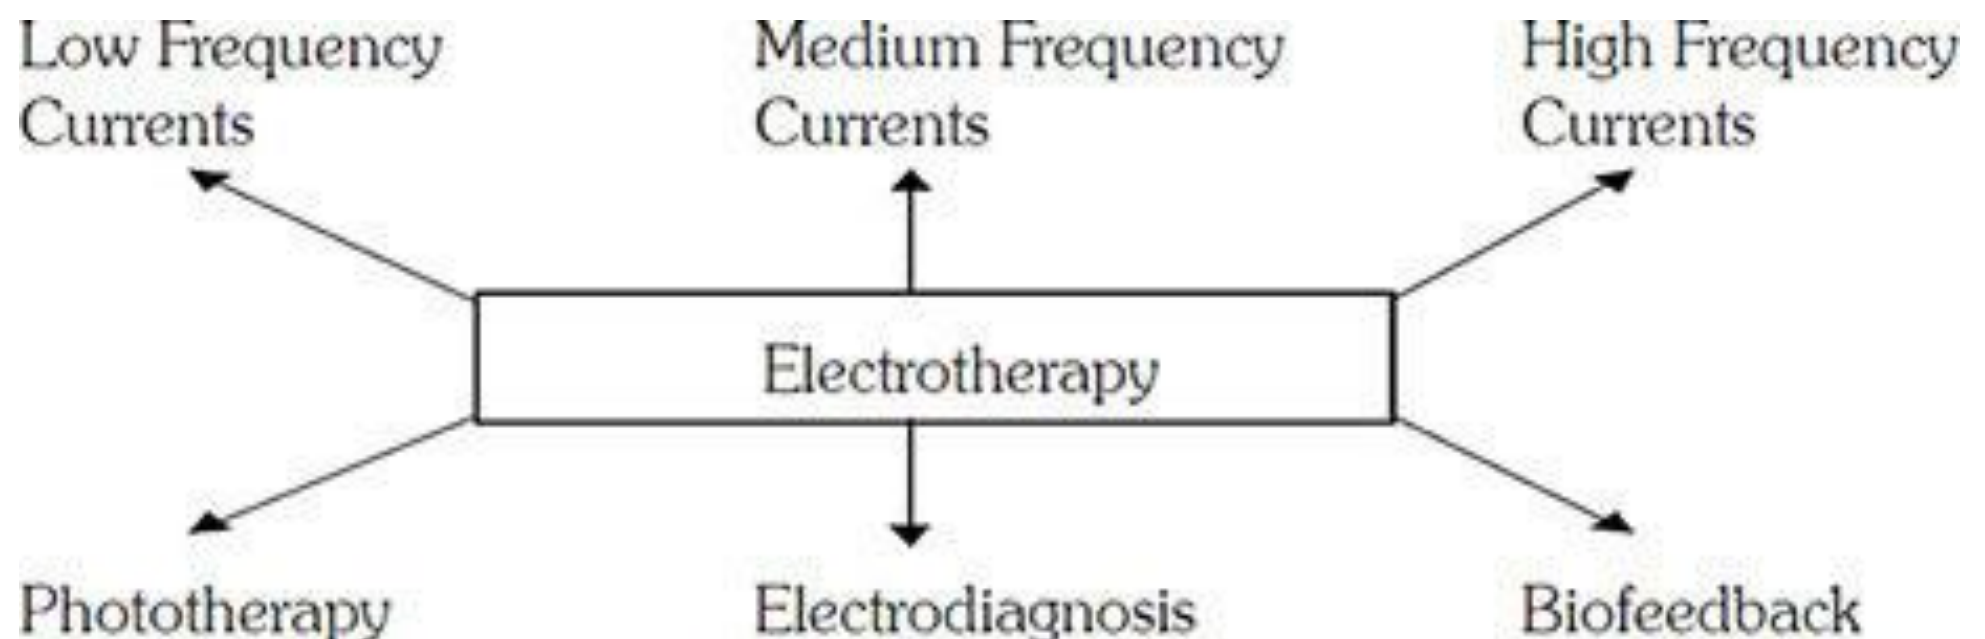 Low Frequency
Currents
Medium Frequency
Currents
High Frequency
Currents
Electrotherapy
Phototherapy
Electrodiagnosis
Biofeedback